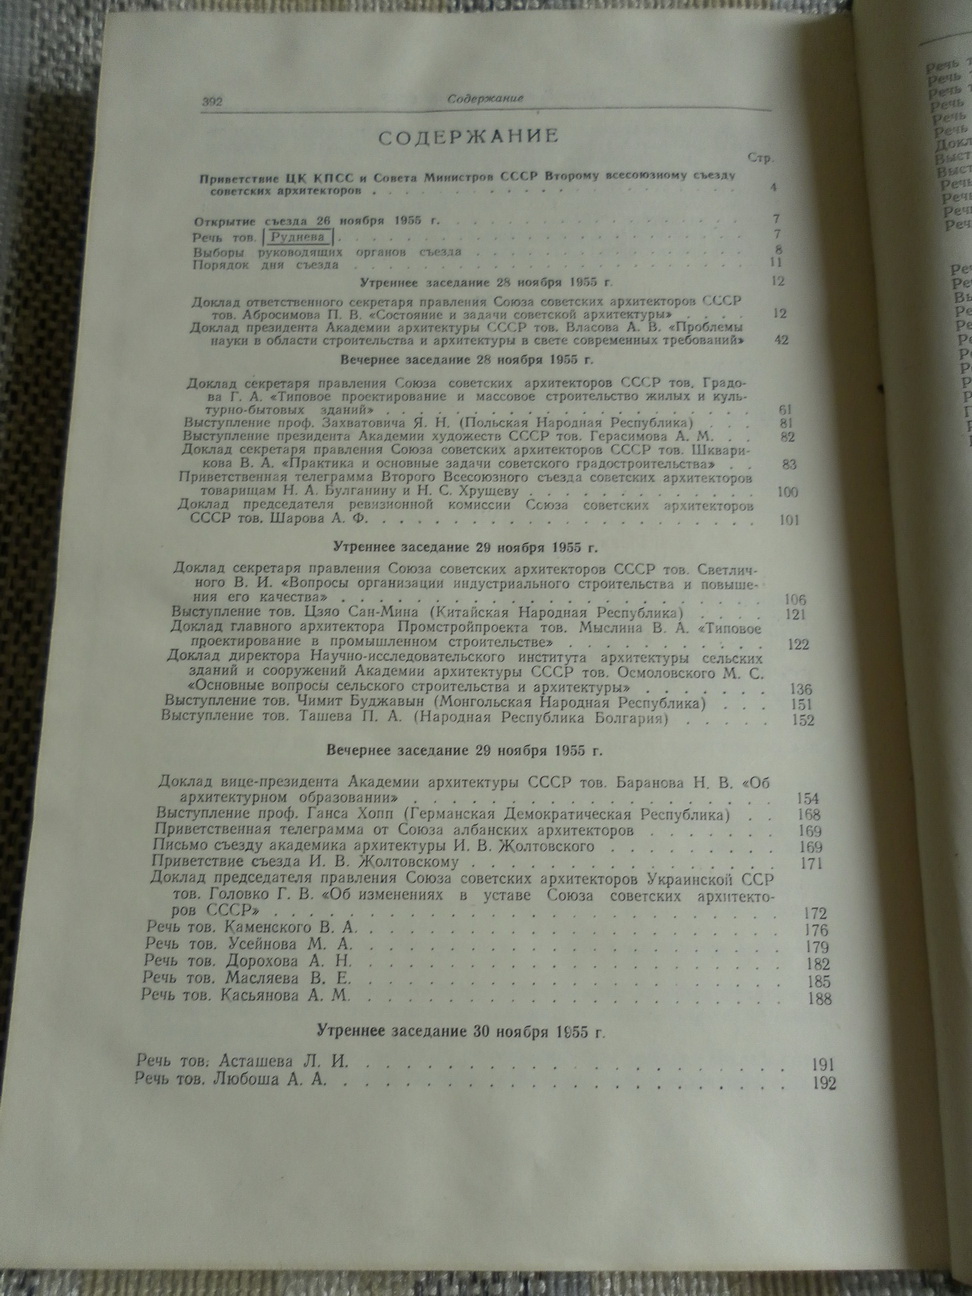 392
Содержание
СОДЕРЖАНИЕ
Стр.
Приветствие ЦК КПСС и Совета Министров СССР Второму всесоюзному съезду
советских архитекторов . . . . . . . . . . . . 4
Открытие съезда 26 ноября 1955 г. . . . . . . . . . . . 7
Речь тов. Руднева . . . . . . . . . . . . 7
Выборы руководящих органов съезда . . . . . . . . . . . . 8
Порядок дня съезда . . . . . . . . . . . . 11
Утреннее заседание 28 ноября 1955 г. 12
Доклад ответственного секретаря правления Союза советских архитекторов СССР
тов. Абросимова П. В. «Состояние и задачи советской архитектуры» . . . . 12
Доклад президента Академии архитектуры СССР тов. Власова А. В. «Проблемы
науки в области строительства и архитектуры в свете современных требований» 42
Вечернее заседание 28 ноября 1955 г.
Доклад секретаря правления Союза советских архитекторов СССР тов. Градо-
ва Г. А. «Типовое проектирование и массовое строительство жилых и куль-
турно-бытовых зданий» . . . . . . . . . . . . 61
Выступление проф. Захватовича Я. Н. (Польская Народная Республика) . . . 81
Выступление президента Академии художеств СССР тов. Герасимова А. М. . . 82
Доклад секретаря правления Союза советских архитекторов СССР тов. Шквари-
кова В. А. «Практика и основные задачи советского градостроительства» . . 83
Приветственная телеграмма Второго Всесоюзного съезда советских архитекторов
товарищам Н. А. Булганину и Н. С. Хрущеву . . . . . . . . . . . . 100
Доклад председателя ревизионной комиссии Союза советских архитекторов
СССР тов. Шарова А. Ф. . . . . . . . . . . . . 101
Утреннее заседание 29 ноября 1955 г.
Доклад секретаря правления Союза советских архитекторов СССР тов. Светлич-
ного В. И. «Вопросы организации индустриального строительства и повыше-
ния его качества» . . . . . . . . . . . . 106
Выступление тов. Цзяо Сан-Мина (Китайская Народная Республика) . . . . 121
Доклад главного архитектора Промстройпроекта тов. Мыслина В. А. «Типовое
проектирование в промышленном строительстве» . . . . . . . . . . . 122
Доклад директора Научно-исследовательского института архитектуры сельских
зданий и сооружений Академии архитектуры СССР тов. Осмоловского М. С.
«Основные вопросы сельского строительства и архитектуры» . . . . . . . 136
Выступление тов. Чимит Буджавын (Монгольская Народная Республика) . . . 151
Выступление тов. Ташева П. А. (Народная Республика Болгария) . . . . . 152
Вечернее заседание 29 ноября 1955 г.
Доклад вице-президента Академии архитектуры СССР тов. Баранова Н. В. «Об
архитектурном образовании» . . . . . . . . . . . . 154
Выступление проф. Ганса Хопп (Германская Демократическая Республика) . . 168
Приветственная телеграмма от Союза албанских архитекторов . . . . . . . 169
Письмо съезду академика архитектуры И. В. Жолтовского . . . . . . . . . 169
Приветствие съезда И. В. Жолтовскому . . . . . . . . . . . . 171
Доклад председателя правления Союза советских архитекторов Украинской ССР
тов. Головко Г. В. «Об изменениях в уставе Союза советских архитекто-
ров СССР» . . . . . . . . . . . . 172
Речь тов. Каменского В. А. . . . . . . . . . . . . 176
Речь тов. Усейнова М. А. . . . . . . . . . . . . 179
Речь тов. Дорохова А. Н. . . . . . . . . . . . . 182
Речь тов. Масляева В. Е. . . . . . . . . . . . . 185
Речь тов. Касьянова А. М. . . . . . . . . . . . . 188
Утреннее заседание 30 ноября 1955 г.
Речь тов. Асташева Л. И. . . . . . . . . . . . . 191
Речь тов. Любоша А. А. . . . . . . . . . . . . 192